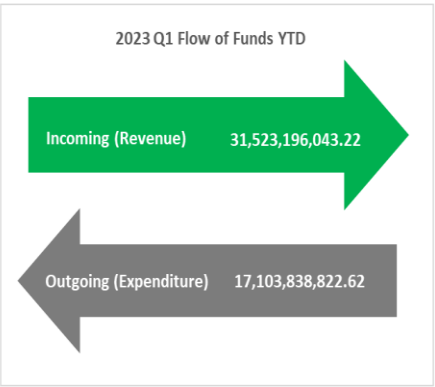 2023 Q1 Flow of Funds YTD
Incoming (Revenue) 31,523,196,043.22
Outgoing (Expenditure) 17,103,838,822.62